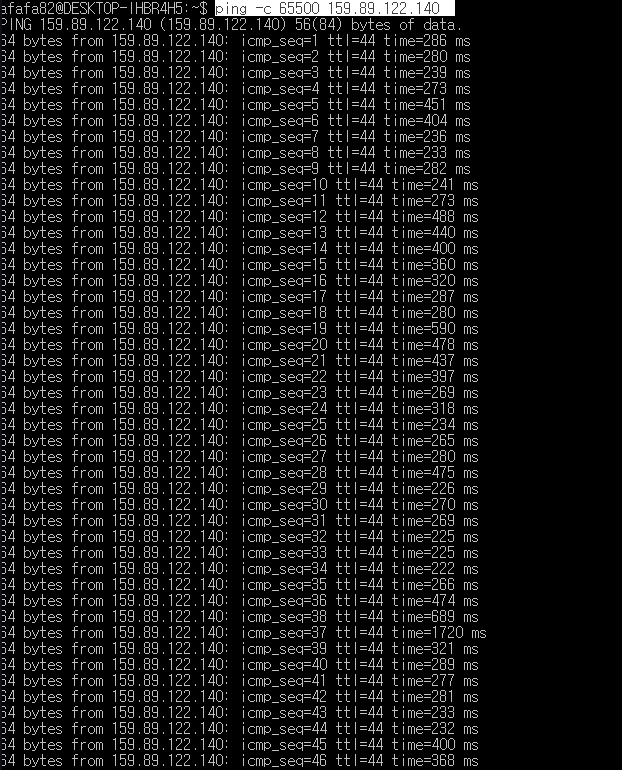 afafa82@DESKTOP-IHBR4H5:~$ ping -c 65500 159.89.122.140
PING 159.89.122.140 (159.89.122.140) 56(84) bytes of data.
64 bytes from 159.89.122.140: icmp_seq=1 ttl=44 time=286 ms
64 bytes from 159.89.122.140: icmp_seq=2 ttl=44 time=280 ms
64 bytes from 159.89.122.140: icmp_seq=3 ttl=44 time=239 ms
64 bytes from 159.89.122.140: icmp_seq=4 ttl=44 time=273 ms
64 bytes from 159.89.122.140: icmp_seq=5 ttl=44 time=451 ms
64 bytes from 159.89.122.140: icmp_seq=6 ttl=44 time=404 ms
64 bytes from 159.89.122.140: icmp_seq=7 ttl=44 time=236 ms
64 bytes from 159.89.122.140: icmp_seq=8 ttl=44 time=233 ms
64 bytes from 159.89.122.140: icmp_seq=9 ttl=44 time=282 ms
64 bytes from 159.89.122.140: icmp_seq=10 ttl=44 time=241 ms
64 bytes from 159.89.122.140: icmp_seq=11 ttl=44 time=273 ms
64 bytes from 159.89.122.140: icmp_seq=12 ttl=44 time=488 ms
64 bytes from 159.89.122.140: icmp_seq=13 ttl=44 time=440 ms
64 bytes from 159.89.122.140: icmp_seq=14 ttl=44 time=400 ms
64 bytes from 159.89.122.140: icmp_seq=15 ttl=44 time=360 ms
64 bytes from 159.89.122.140: icmp_seq=16 ttl=44 time=320 ms
64 bytes from 159.89.122.140: icmp_seq=17 ttl=44 time=287 ms
64 bytes from 159.89.122.140: icmp_seq=18 ttl=44 time=280 ms
64 bytes from 159.89.122.140: icmp_seq=19 ttl=44 time=590 ms
64 bytes from 159.89.122.140: icmp_seq=20 ttl=44 time=478 ms
64 bytes from 159.89.122.140: icmp_seq=21 ttl=44 time=437 ms
64 bytes from 159.89.122.140: icmp_seq=22 ttl=44 time=397 ms
64 bytes from 159.89.122.140: icmp_seq=23 ttl=44 time=269 ms
64 bytes from 159.89.122.140: icmp_seq=24 ttl=44 time=318 ms
64 bytes from 159.89.122.140: icmp_seq=25 ttl=44 time=234 ms
64 bytes from 159.89.122.140: icmp_seq=26 ttl=44 time=265 ms
64 bytes from 159.89.122.140: icmp_seq=27 ttl=44 time=280 ms
64 bytes from 159.89.122.140: icmp_seq=28 ttl=44 time=475 ms
64 bytes from 159.89.122.140: icmp_seq=29 ttl=44 time=226 ms
64 bytes from 159.89.122.140: icmp_seq=30 ttl=44 time=270 ms
64 bytes from 159.89.122.140: icmp_seq=31 ttl=44 time=269 ms
64 bytes from 159.89.122.140: icmp_seq=32 ttl=44 time=225 ms
64 bytes from 159.89.122.140: icmp_seq=33 ttl=44 time=225 ms
64 bytes from 159.89.122.140: icmp_seq=34 ttl=44 time=222 ms
64 bytes from 159.89.122.140: icmp_seq=35 ttl=44 time=266 ms
64 bytes from 159.89.122.140: icmp_seq=36 ttl=44 time=474 ms
64 bytes from 159.89.122.140: icmp_seq=38 ttl=44 time=689 ms
64 bytes from 159.89.122.140: icmp_seq=37 ttl=44 time=1720 ms
64 bytes from 159.89.122.140: icmp_seq=39 ttl=44 time=321 ms
64 bytes from 159.89.122.140: icmp_seq=40 ttl=44 time=289 ms
64 bytes from 159.89.122.140: icmp_seq=41 ttl=44 time=277 ms
64 bytes from 159.89.122.140: icmp_seq=42 ttl=44 time=281 ms
64 bytes from 159.89.122.140: icmp_seq=43 ttl=44 time=233 ms
64 bytes from 159.89.122.140: icmp_seq=44 ttl=44 time=232 ms
64 bytes from 159.89.122.140: icmp_seq=45 ttl=44 time=400 ms
64 bytes from 159.89.122.140: icmp_seq=46 ttl=44 time=368 ms